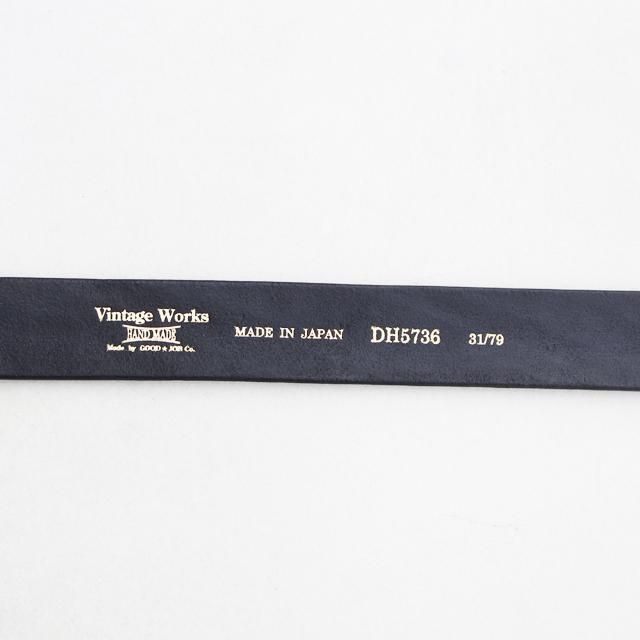 Vintage Works
HAND MADE
Made by GOOD★JOB Co.
MADE IN JAPAN
DH5736
31/79